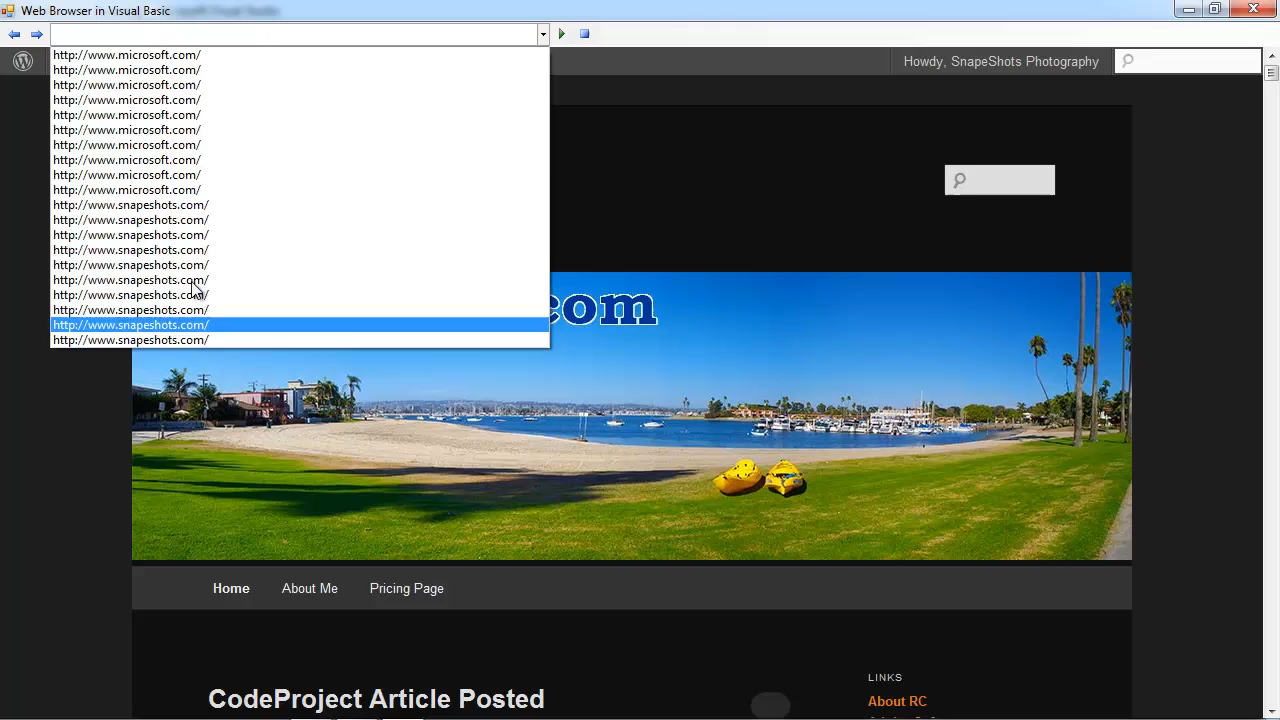 Web Browser in Visual Basic
http://www.microsoft.com/
http://www.microsoft.com/
http://www.microsoft.com/
http://www.microsoft.com/
http://www.microsoft.com/
http://www.microsoft.com/
http://www.microsoft.com/
http://www.microsoft.com/
http://www.microsoft.com/
http://www.microsoft.com/
http://www.snapeshots.com/
http://www.snapeshots.com/
http://www.snapeshots.com/
http://www.snapeshots.com/
http://www.snapeshots.com/
http://www.snapeshots.com/
http://www.snapeshots.com/
http://www.snapeshots.com/
http://www.snapeshots.com/
http://www.snapeshots.com/
Howdy, SnapeShots Photography
com
Home About Me Pricing Page
CodeProject Article Posted
LINKS
About RC